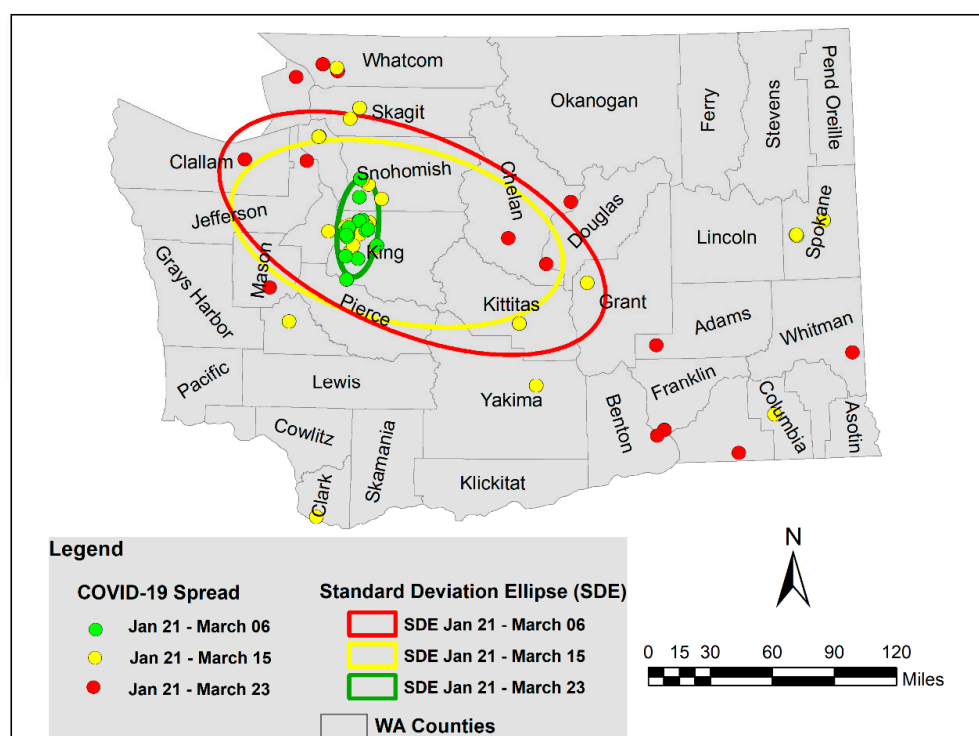 Whatcom
Okanogan
Ferry
Stevens
Pend Oreille
Skagit
Clallam
Snohomish
Chelan
Jefferson
Douglas
Lincoln
Spokane
King
Mason
Grays Harbor
Kittitas
Grant
Pierce
Adams
Whitman
Pacific
Lewis
Yakima
Benton
Franklin
Columbia
Asotin
Cowlitz
Skamania
Klickitat
Clark
Legend
COVID-19 Spread
Jan 21 - March 06
Jan 21 - March 15
Jan 21 - March 23
Standard Deviation Ellipse (SDE)
SDE Jan 21 - March 06
SDE Jan 21 - March 15
SDE Jan 21 - March 23
WA Counties
N
0 15 30 60 90 120
Miles